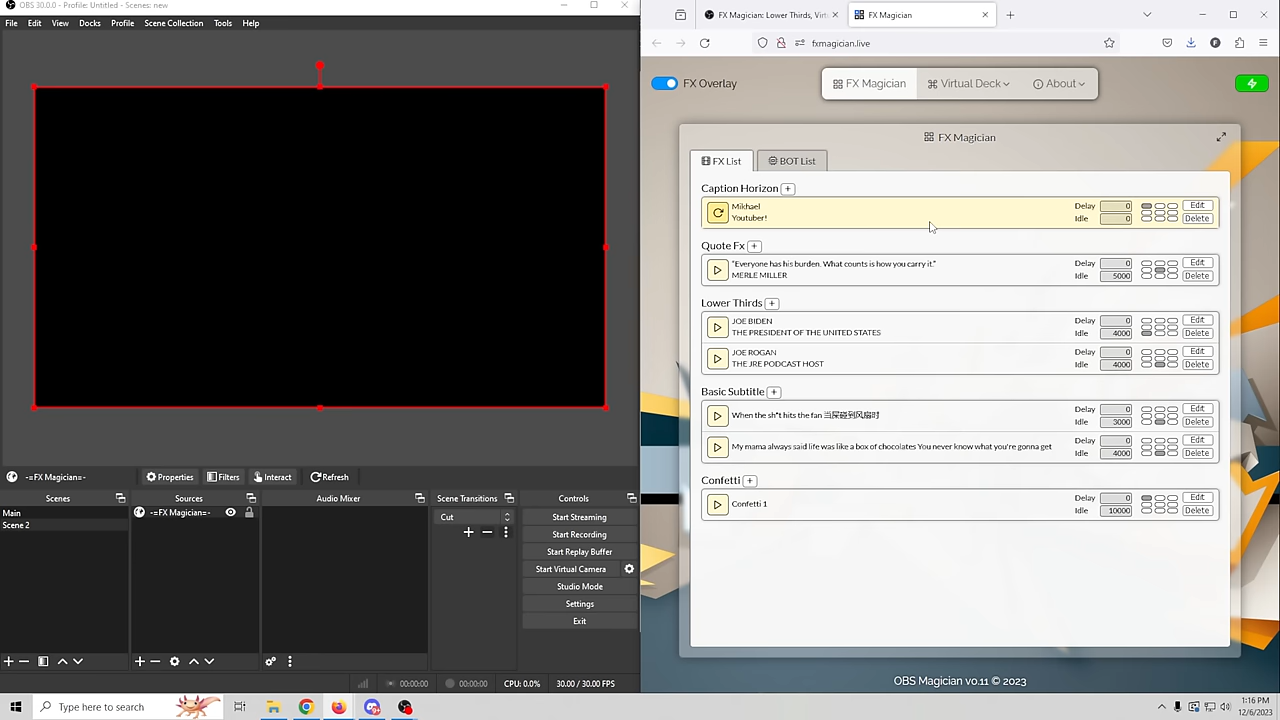 OBS 30.0.0 - Profile: Untitled - Scenes: new
File Edit View Docks Profile Scene Collection Tools Help
-=FX Magician=- Properties Filters Interact Refresh
Scenes
Main
Scene 2
Sources
-=FX Magician=-
Audio Mixer
Scene Transitions
Cut
Controls
Start Streaming
Start Recording
Start Replay Buffer
Start Virtual Camera
Studio Mode
Settings
Exit
00:00:00 00:00:00 CPU: 0.0% 30.00 / 30.00 FPS
FX Magician: Lower Thirds, Virtu
FX Magician
fxmagician.live
FX Overlay
FX Magician Virtual Deck About
FX Magician
FX List BOT List
Caption Horizon +
Mikhael Delay 0 Edit
Youtuber! Idle 0 Delete
Quote Fx +
"Everyone has his burden. What counts is how you carry it." Delay 0 Edit
MERLE MILLER Idle 5000 Delete
Lower Thirds +
JOE BIDEN Delay 0 Edit
THE PRESIDENT OF THE UNITED STATES Idle 4000 Delete
JOE ROGAN Delay 0 Edit
THE JRE PODCAST HOST Idle 4000 Delete
Basic Subtitle +
When the sh*t hits the fan 当屎碰到风扇时 Delay 0 Edit
Idle 3000 Delete
My mama always said life was like a box of chocolates You never know what you're gonna get Delay 0 Edit
Idle 4000 Delete
Confetti +
Confetti 1 Delay 0 Edit
Idle 10000 Delete
OBS Magician v0.11 © 2023
Type here to search
1:16 PM
12/6/2023